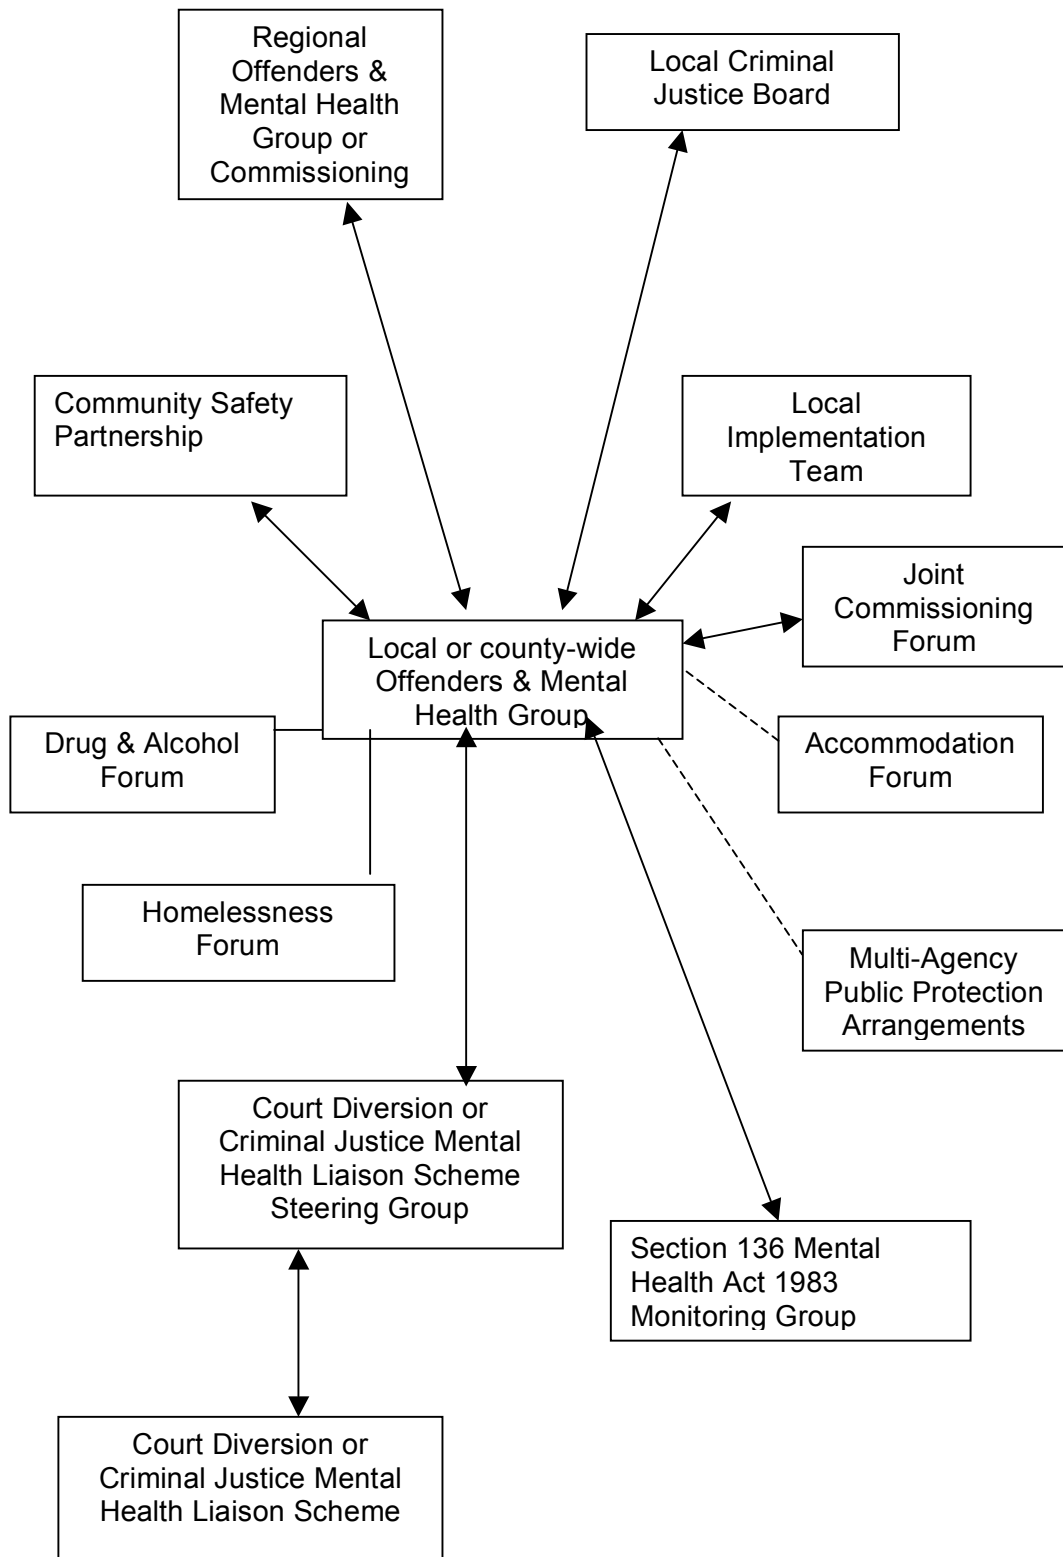 Regional
Offenders &
Mental Health
Group or
Commissioning
Local Criminal
Justice Board
Community Safety
Partnership
Local
Implementation
Team
Joint
Commissioning
Forum
Local or county-wide
Offenders & Mental
Health Group
Drug & Alcohol
Forum
Accommodation
Forum
Homelessness
Forum
Multi-Agency
Public Protection
Arrangements
Court Diversion or
Criminal Justice Mental
Health Liaison Scheme
Steering Group
Section 136 Mental
Health Act 1983
Monitoring Group
Court Diversion or
Criminal Justice Mental
Health Liaison Scheme